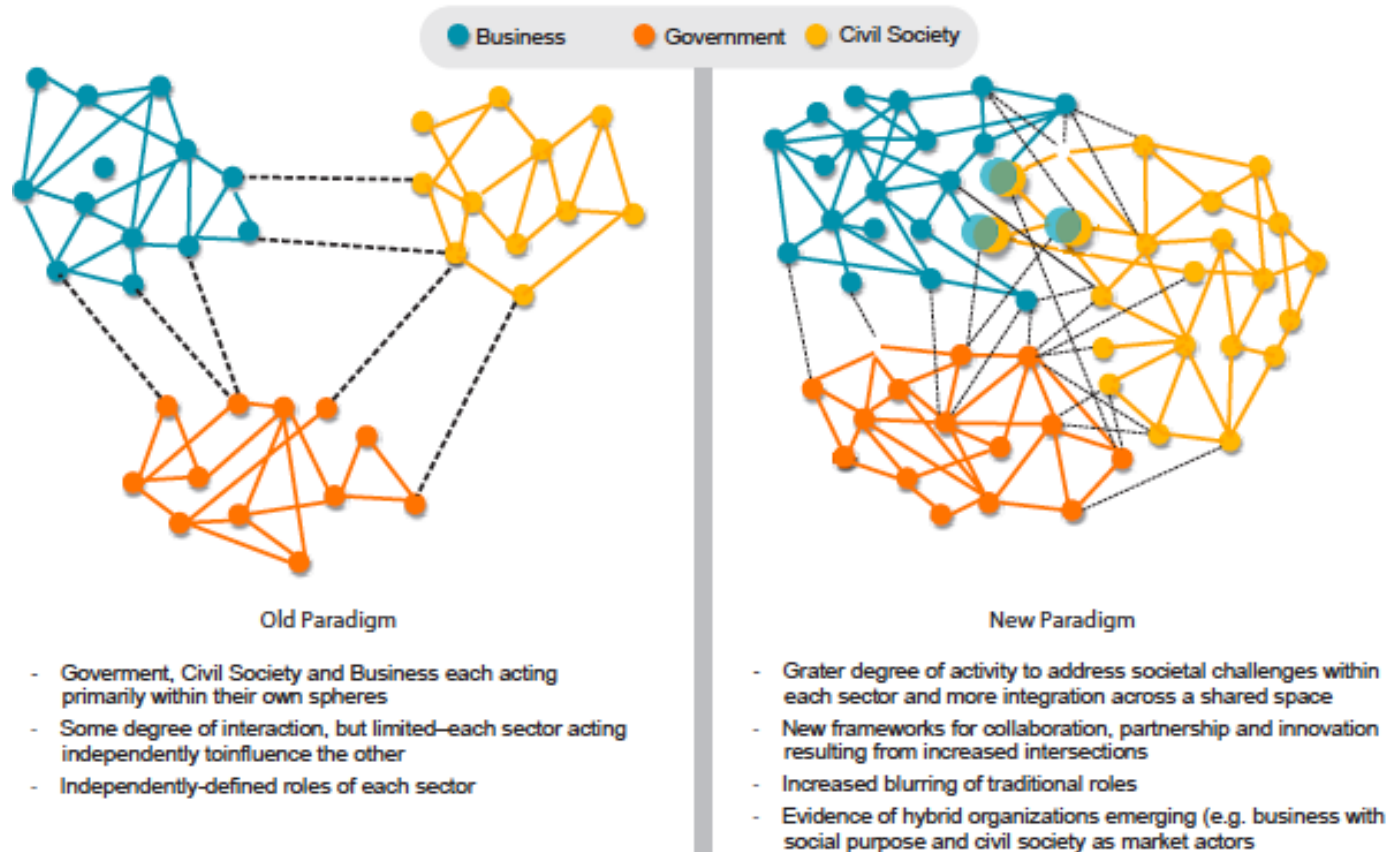 Business Government Civil Society
Old Paradigm
- Goverment, Civil Society and Business each acting
primarily within their own spheres
- Some degree of interaction, but limited–each sector acting
independently toinfluence the other
- Independently-defined roles of each sector
New Paradigm
- Grater degree of activity to address societal challenges within
each sector and more integration across a shared space
- New frameworks for collaboration, partnership and innovation
resulting from increased intersections
- Increased blurring of traditional roles
- Evidence of hybrid organizations emerging (e.g. business with
social purpose and civil society as market actors